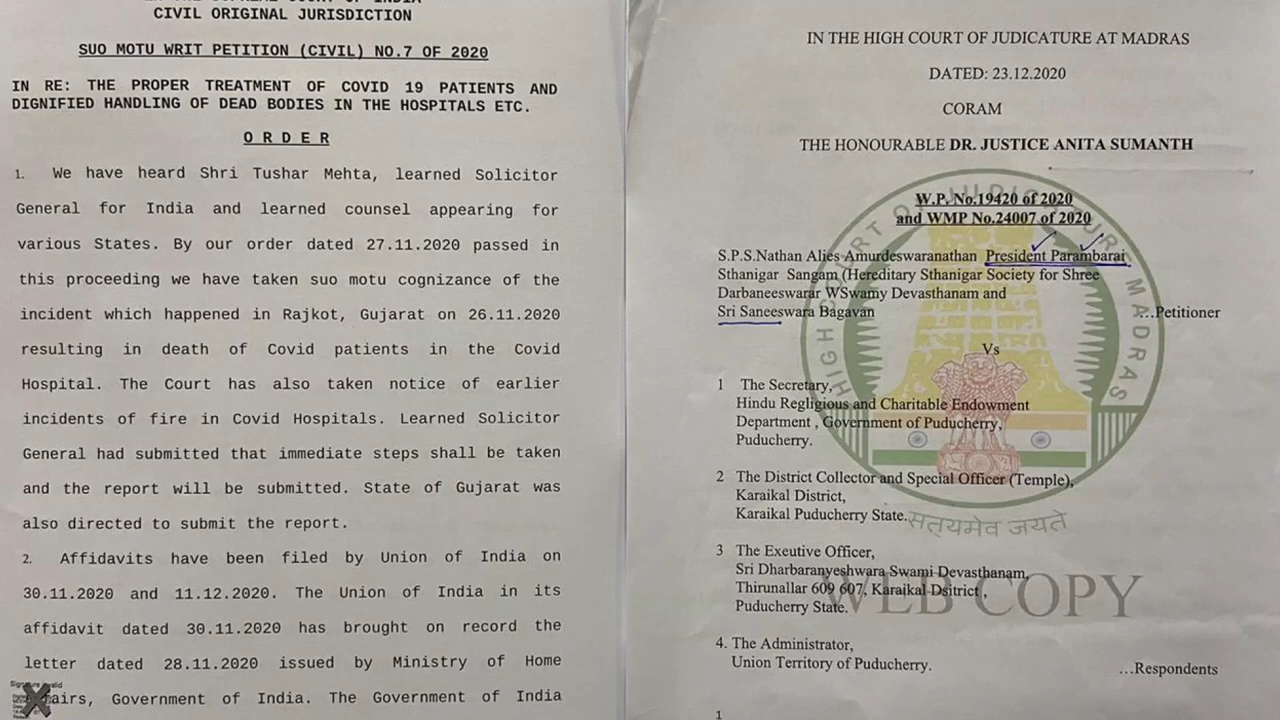 IN THE SUPREME COURT OF INDIA
CIVIL ORIGINAL JURISDICTION
SUO MOTU WRIT PETITION (CIVIL) NO.7 OF 2020
IN RE: THE PROPER TREATMENT OF COVID 19 PATIENTS AND
DIGNIFIED HANDLING OF DEAD BODIES IN THE HOSPITALS ETC.
O R D E R
1. We have heard Shri Tushar Mehta, learned Solicitor
General for India and learned counsel appearing for
various States. By our order dated 27.11.2020 passed in
this proceeding we have taken suo motu cognizance of the
incident which happened in Rajkot, Gujarat on 26.11.2020
resulting in death of Covid patients in the Covid
Hospital. The Court has also taken notice of earlier
incidents of fire in Covid Hospitals. Learned Solicitor
General had submitted that immediate steps shall be taken
and the report will be submitted. State of Gujarat was
also directed to submit the report.
2. Affidavits have been filed by Union of India on
30.11.2020 and 11.12.2020. The Union of India in its
affidavit dated 30.11.2020 has brought on record the
letter dated 28.11.2020 issued by Ministry of Home
Affairs, Government of India. The Government of India
IN THE HIGH COURT OF JUDICATURE AT MADRAS
DATED: 23.12.2020
CORAM
THE HONOURABLE DR. JUSTICE ANITA SUMANTH
W.P. No.19420 of 2020
and WMP No.24007 of 2020
S.P.S.Nathan Alies Amurdeswaranathan President Parambarai
Sthanigar Sangam (Hereditary Sthanigar Society for Shree
Darbaneeswarar WSwamy Devasthanam and
Sri Saneeswara Bagavan ...Petitioner
Vs
1 The Secretary,
Hindu Regligious and Charitable Endowment
Department , Government of Puducherry,
Puducherry.
2 The District Collector and Special Officer (Temple),
Karaikal District,
Karaikal Puducherry State.
3 The Exeutive Officer,
Sri Dharbaranyeshwara Swami Devasthanam,
Thirunallar 609 607, Karaikal Dsitrict ,
Puducherry State.
4. The Administrator,
Union Territory of Puducherry. ...Respondents
1
HIGH COURT OF JUDICATURE MADRAS
सत्यमेव जयते
WEB COPY